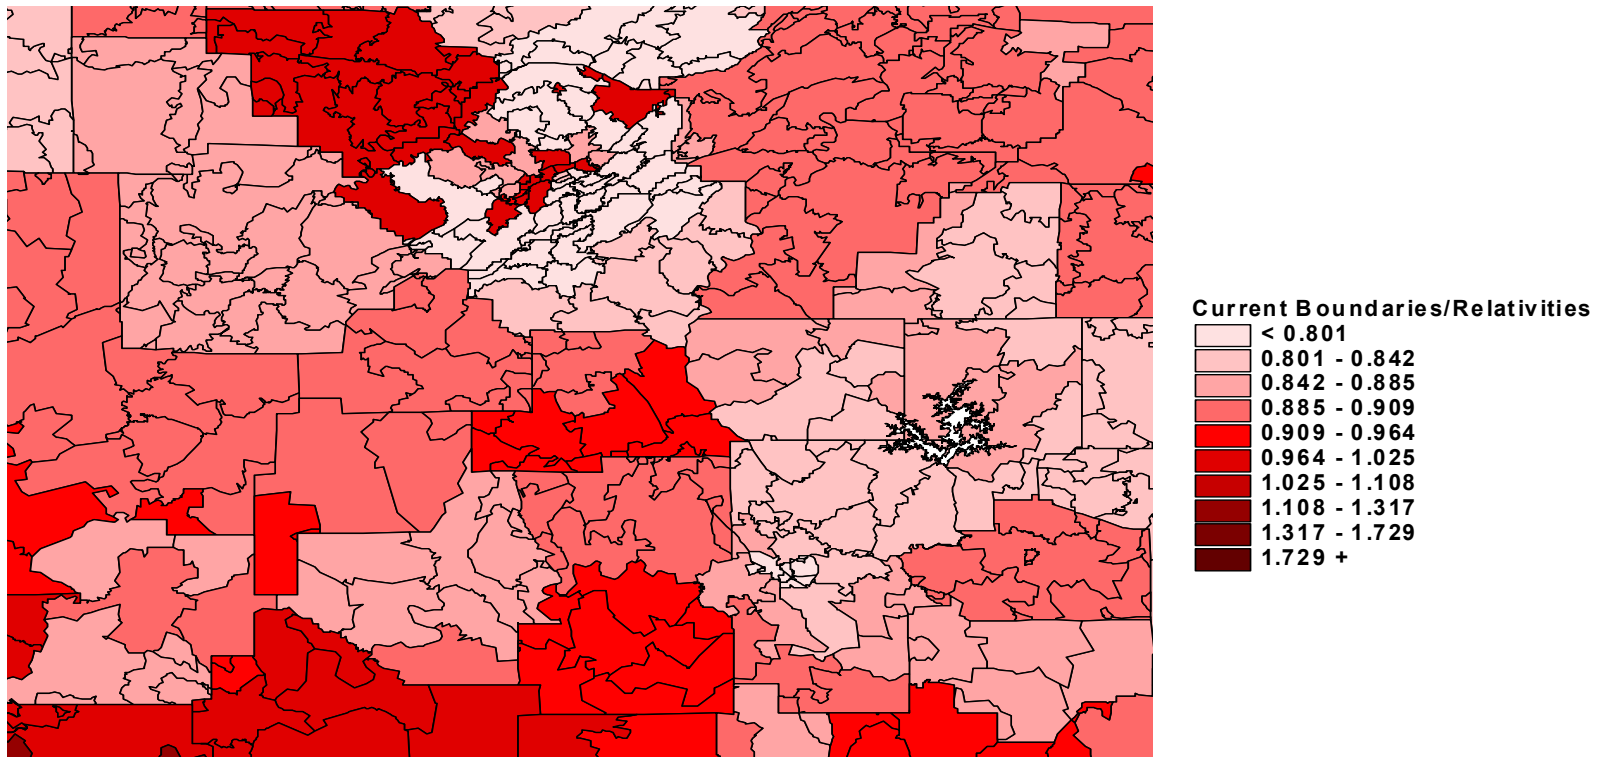 Current Boundaries/Relativities
< 0.801
0.801 - 0.842
0.842 - 0.885
0.885 - 0.909
0.909 - 0.964
0.964 - 1.025
1.025 - 1.108
1.108 - 1.317
1.317 - 1.729
1.729 +